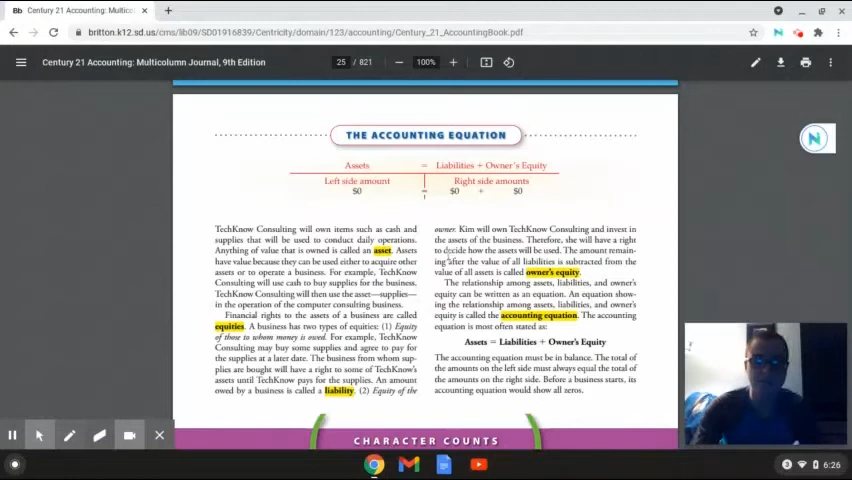 Bb Century 21 Accounting: Multico
britton.k12.sd.us/cms/lib09/SD01916839/Centricity/domain/123/accounting/Century_21_AccountingBook.pdf
Century 21 Accounting: Multicolumn Journal, 9th Edition
25 / 821
100%
THE ACCOUNTING EQUATION
Assets = Liabilities + Owner's Equity
Left side amount Right side amounts
$0 = $0 + $0
TechKnow Consulting will own items such as cash and
supplies that will be used to conduct daily operations.
Anything of value that is owned is called an asset. Assets
have value because they can be used either to acquire other
assets or to operate a business. For example, TechKnow
Consulting will use cash to buy supplies for the business.
TechKnow Consulting will then use the asset—supplies—
in the operation of the computer consulting business.
Financial rights to the assets of a business are called
equities. A business has two types of equities: (1) Equity
of those to whom money is owed. For example, TechKnow
Consulting may buy some supplies and agree to pay for
the supplies at a later date. The business from whom sup-
plies are bought will have a right to some of TechKnow's
assets until TechKnow pays for the supplies. An amount
owed by a business is called a liability. (2) Equity of the
owner. Kim will own TechKnow Consulting and invest in
the assets of the business. Therefore, she will have a right
to decide how the assets will be used. The amount remain-
ing after the value of all liabilities is subtracted from the
value of all assets is called owner's equity.
The relationship among assets, liabilities, and owner's
equity can be written as an equation. An equation show-
ing the relationship among assets, liabilities, and owner's
equity is called the accounting equation. The accounting
equation is most often stated as:
Assets = Liabilities + Owner's Equity
The accounting equation must be in balance. The total of
the amounts on the left side must always equal the total of
the amounts on the right side. Before a business starts, its
accounting equation would show all zeros.
CHARACTER COUNTS
3 6:26